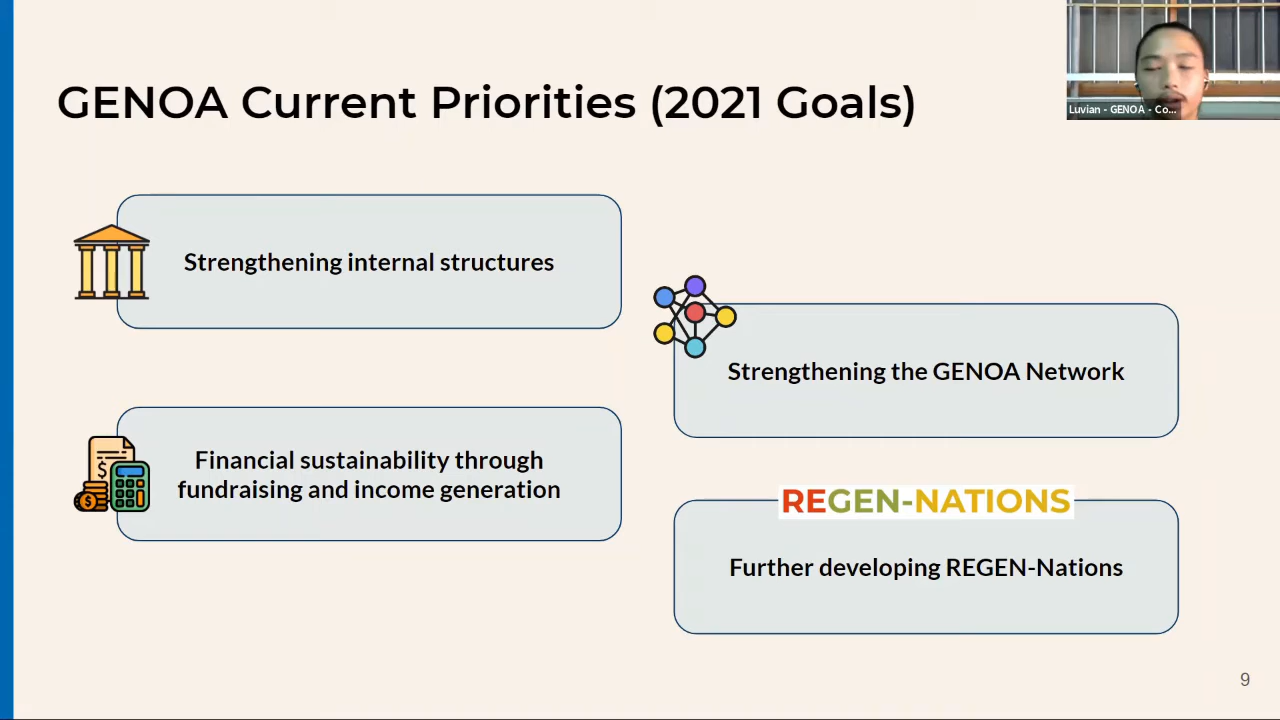 GENOA Current Priorities (2021 Goals)
Luvian - GENOA - Co...
Strengthening internal structures
Strengthening the GENOA Network
$
$
Financial sustainability through
fundraising and income generation
REGEN-NATIONS
Further developing REGEN-Nations
9